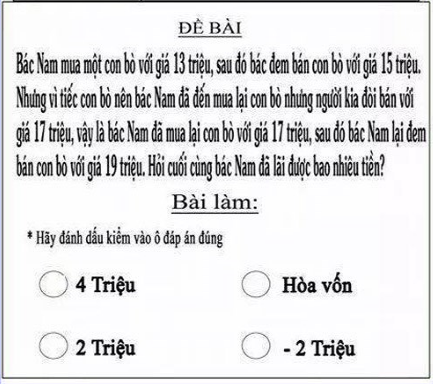 ĐỀ BÀI
Bác Nam mua một con bò với giá 13 triệu, sau đó bác đem bán con bò với giá 15 triệu.
Nhưng vì tiếc con bò nên bác Nam đã đến mua lại con bò nhưng người kia đòi bán với
giá 17 triệu, vậy là bác Nam đã mua lại con bò với giá 17 triệu, sau đó bác Nam lại đem
bán con bò với giá 19 triệu. Hỏi cuối cùng bác Nam đã lãi được bao nhiêu tiền?
Bài làm:
* Hãy đánh dấu kiểm vào ô đáp án đúng
4 Triệu
Hòa vốn
2 Triệu
- 2 Triệu